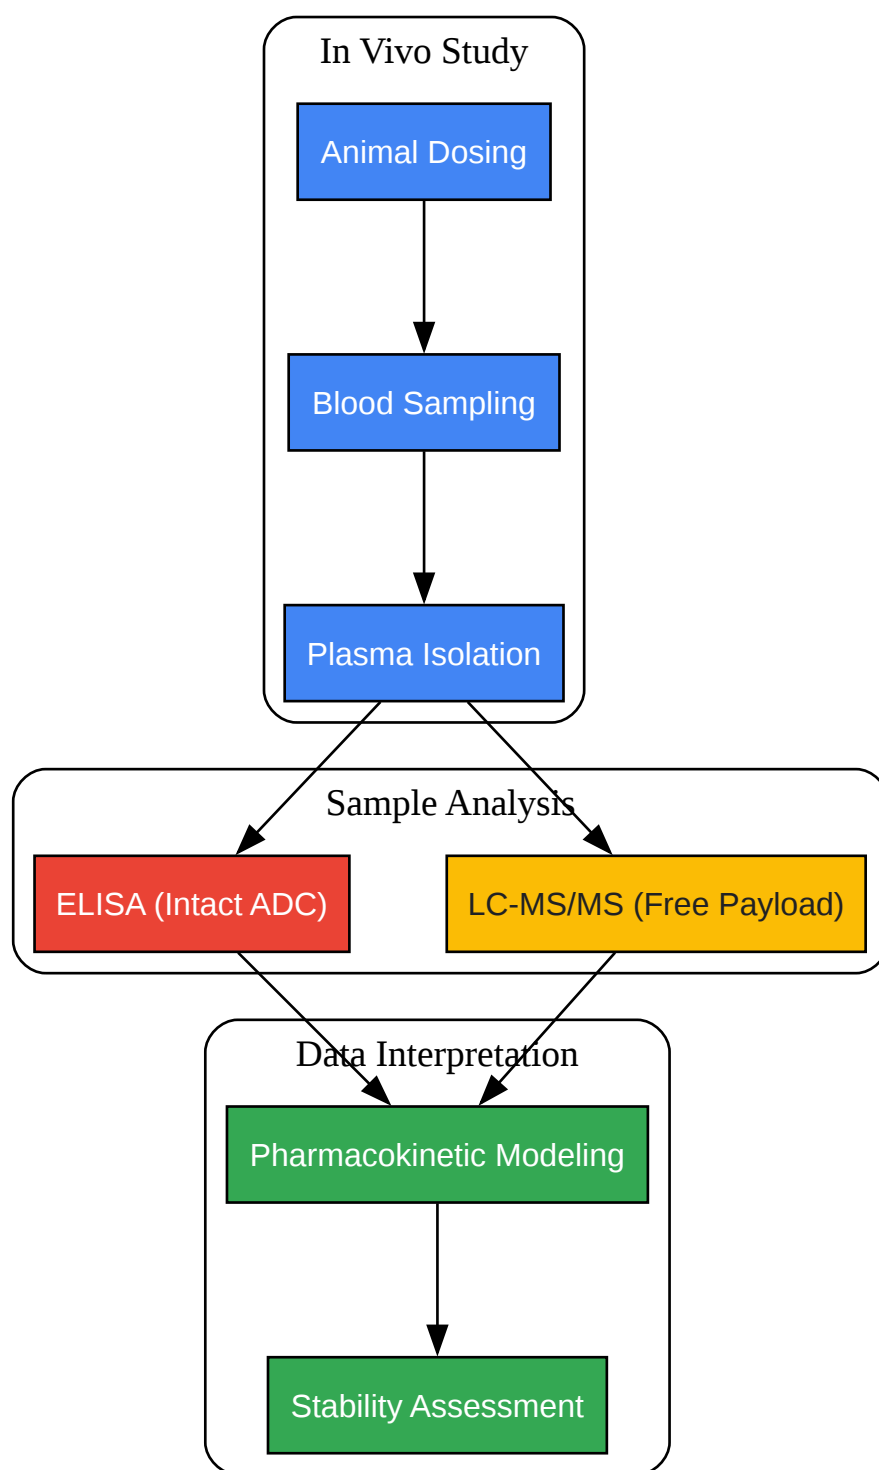 In Vivo Study
Animal Dosing
Blood Sampling
Plasma Isolation
Sample Analysis
ELISA (Intact ADC)
LC-MS/MS (Free Payload)
Data Interpretation
Pharmacokinetic Modeling
Stability Assessment